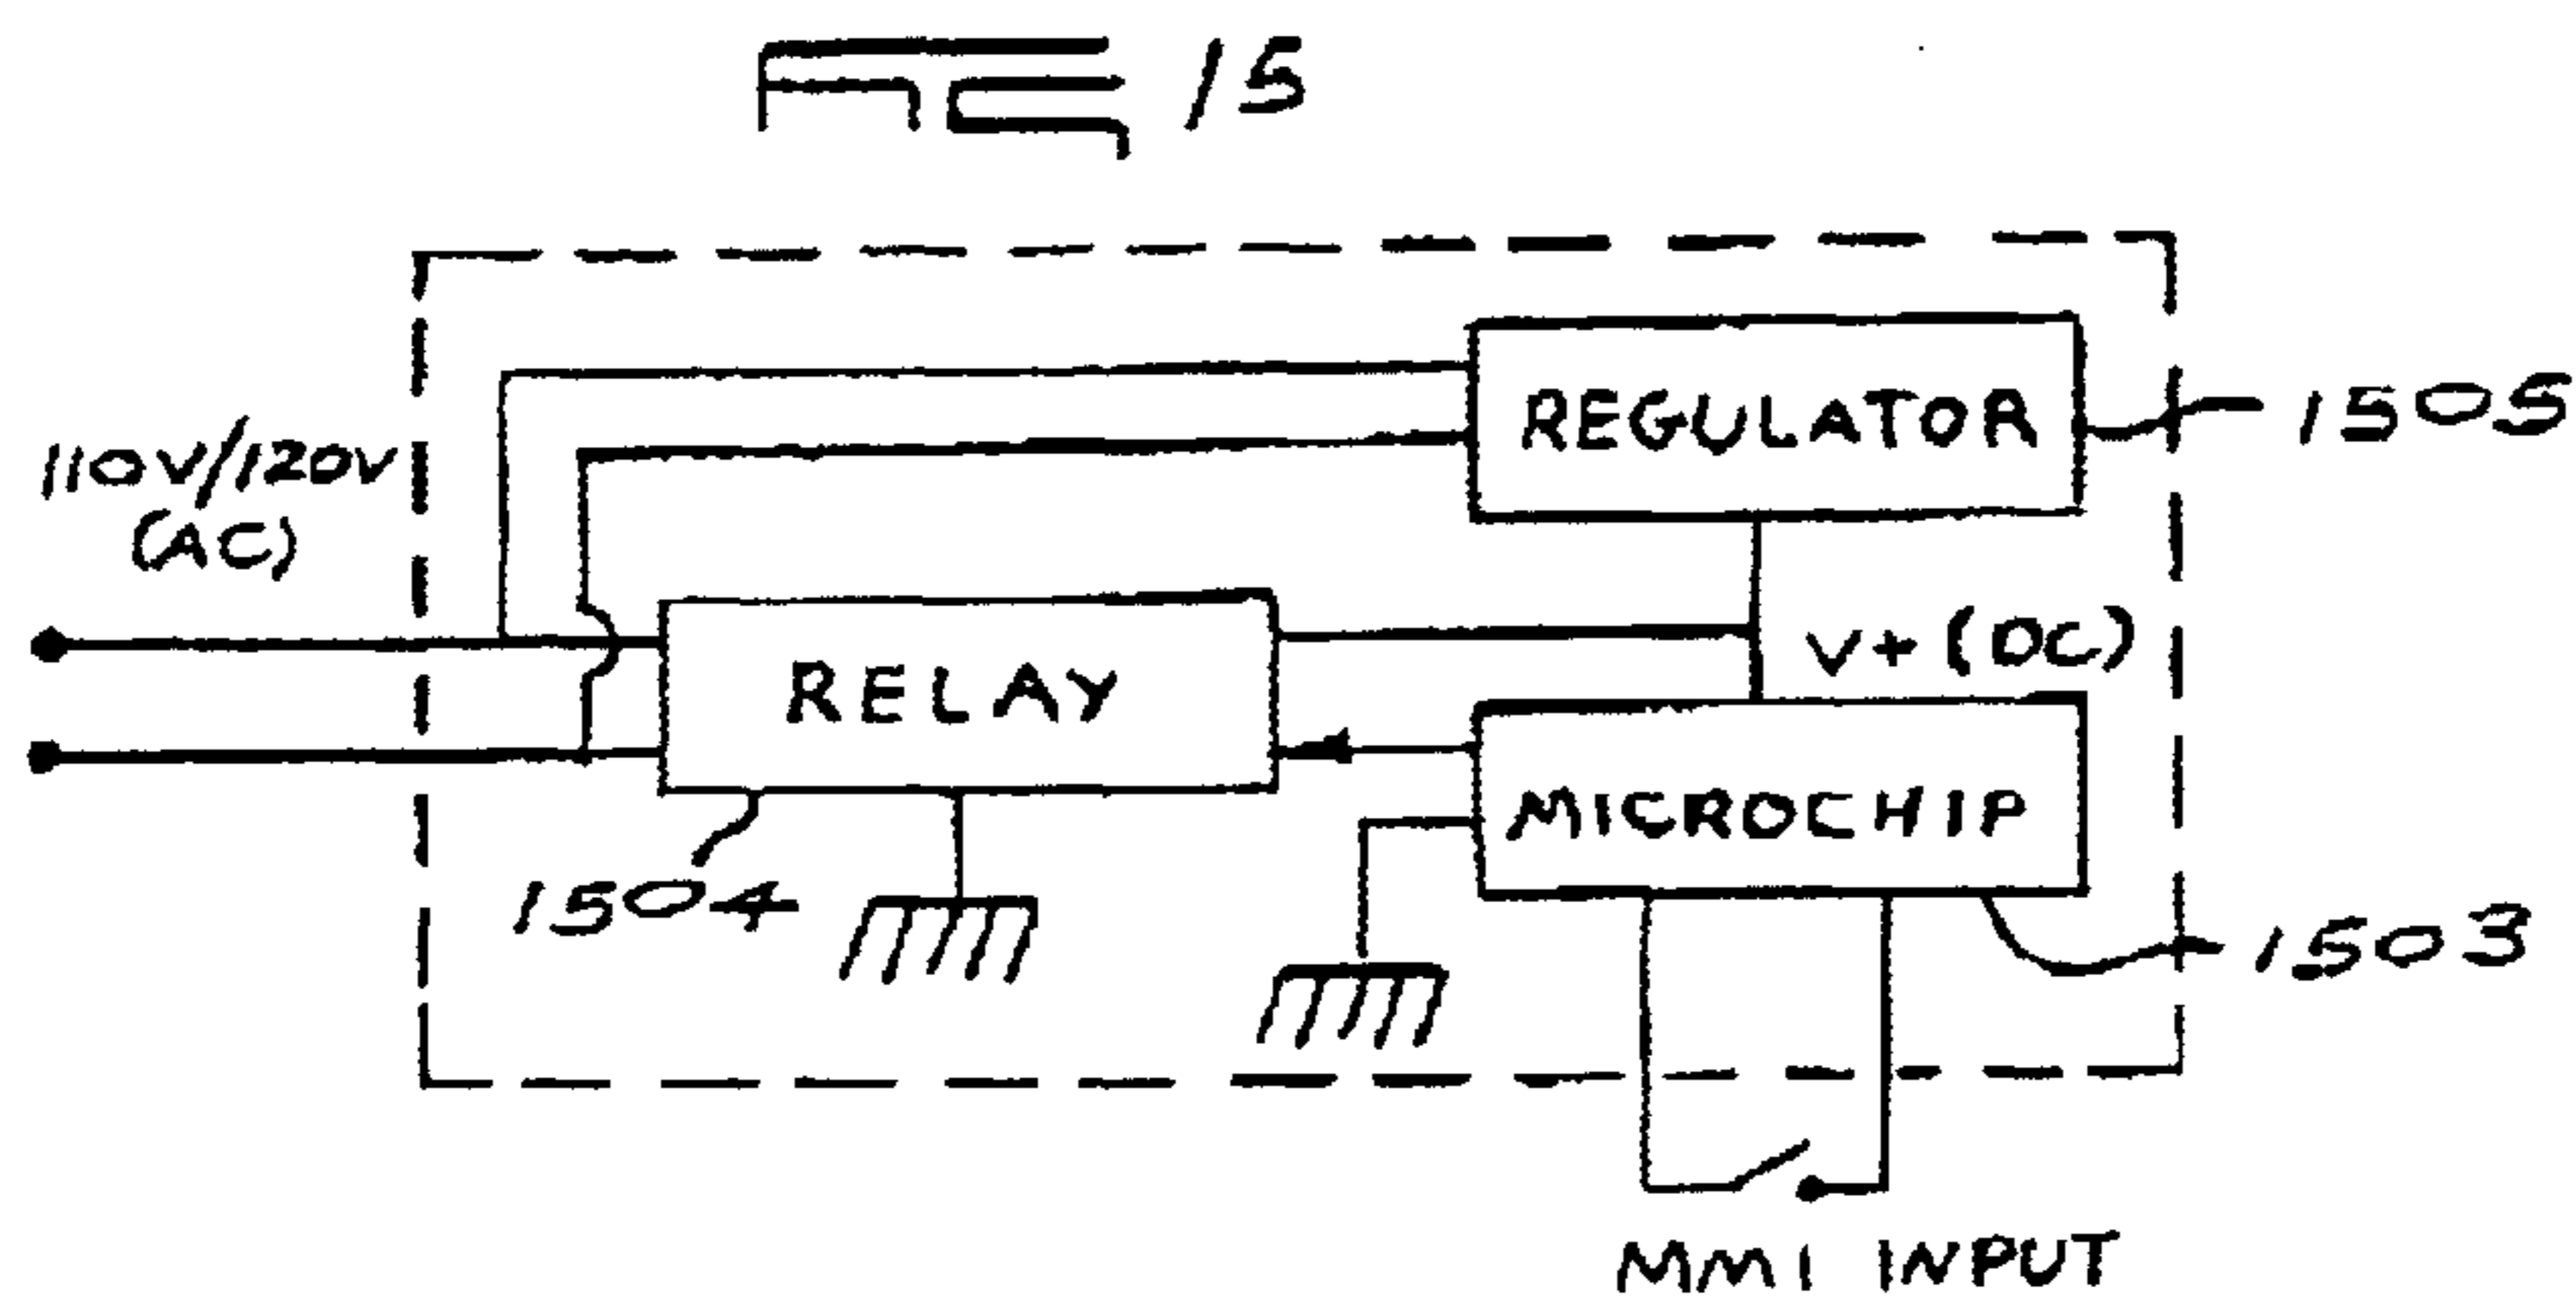 FIG 15
110V/120V
(AC)
REGULATOR
1505
RELAY
V+ (DC)
MICROCHIP
1504
1503
MMI INPUT